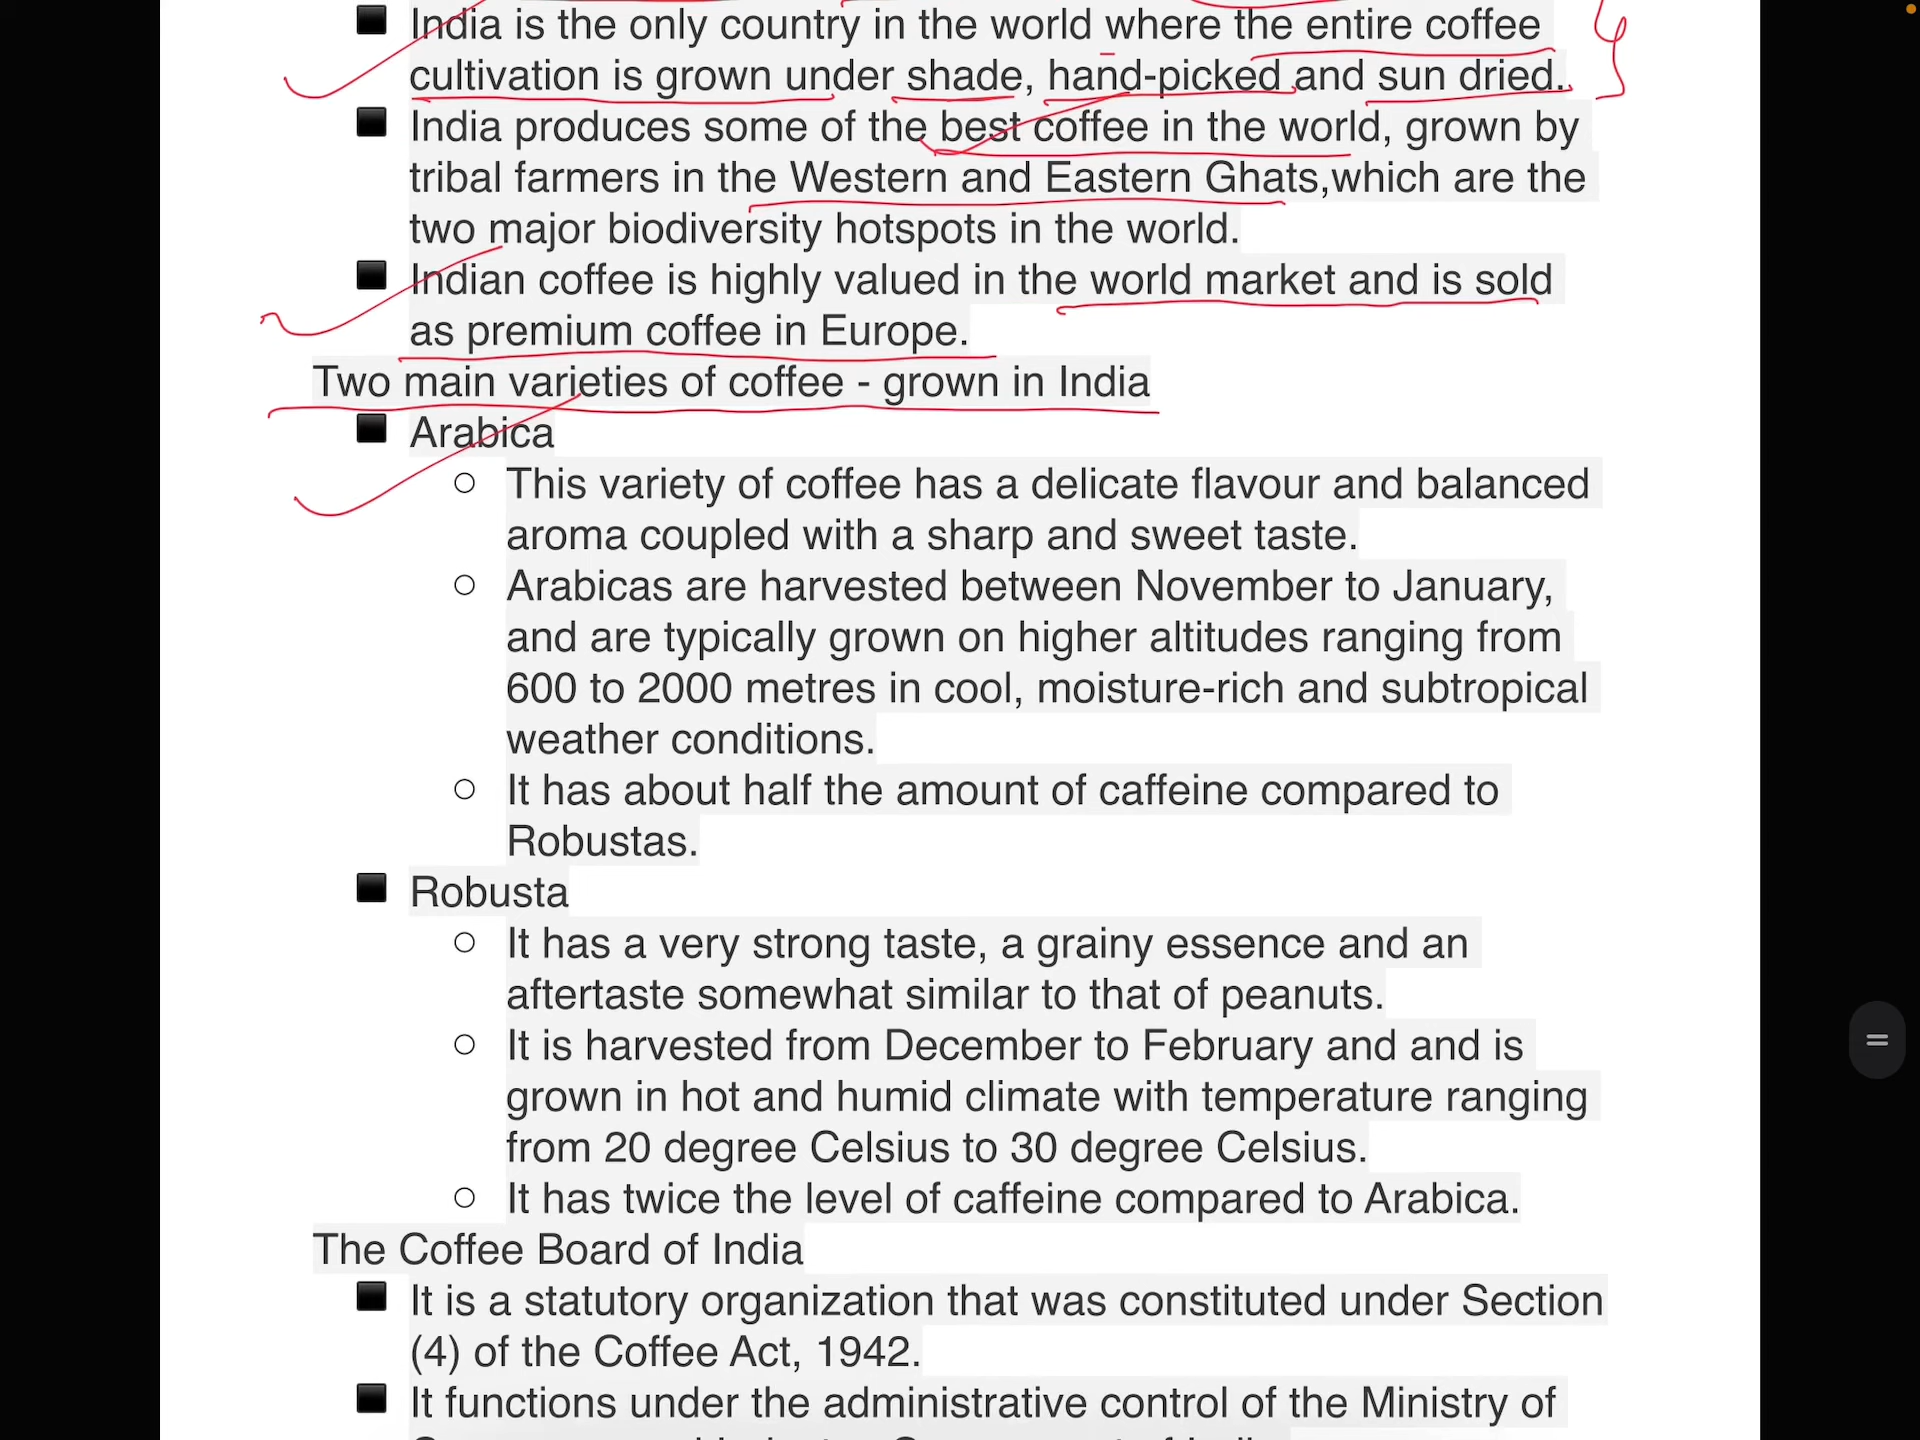 India is the only country in the world where the entire coffee
cultivation is grown under shade, hand-picked and sun dried.
India produces some of the best coffee in the world, grown by
tribal farmers in the Western and Eastern Ghats,which are the
two major biodiversity hotspots in the world.
Indian coffee is highly valued in the world market and is sold
as premium coffee in Europe.
Two main varieties of coffee - grown in India
Arabica
This variety of coffee has a delicate flavour and balanced
aroma coupled with a sharp and sweet taste.
Arabicas are harvested between November to January,
and are typically grown on higher altitudes ranging from
600 to 2000 metres in cool, moisture-rich and subtropical
weather conditions.
It has about half the amount of caffeine compared to
Robustas.
Robusta
It has a very strong taste, a grainy essence and an
aftertaste somewhat similar to that of peanuts.
It is harvested from December to February and and is
grown in hot and humid climate with temperature ranging
from 20 degree Celsius to 30 degree Celsius.
It has twice the level of caffeine compared to Arabica.
The Coffee Board of India
It is a statutory organization that was constituted under Section
(4) of the Coffee Act, 1942.
It functions under the administrative control of the Ministry of